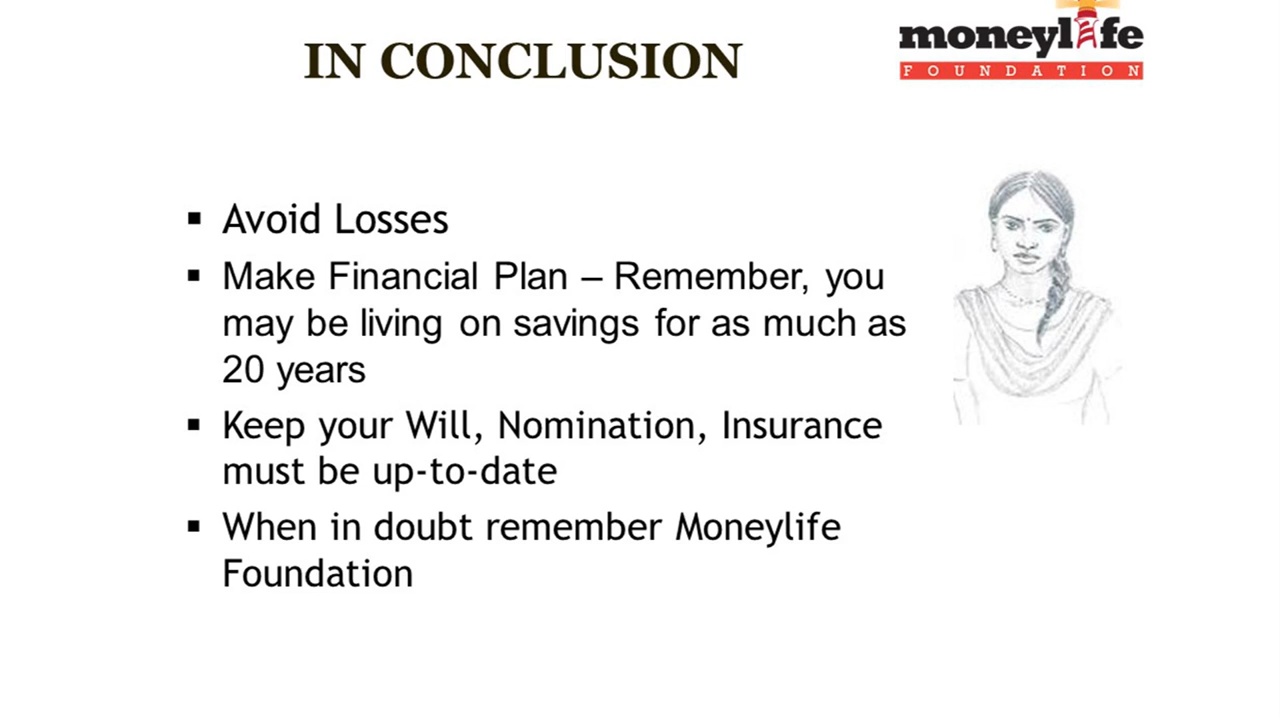 IN CONCLUSION
moneylife
FOUNDATION
▪ Avoid Losses
▪ Make Financial Plan – Remember, you
may be living on savings for as much as
20 years
▪ Keep your Will, Nomination, Insurance
must be up-to-date
▪ When in doubt remember Moneylife
Foundation